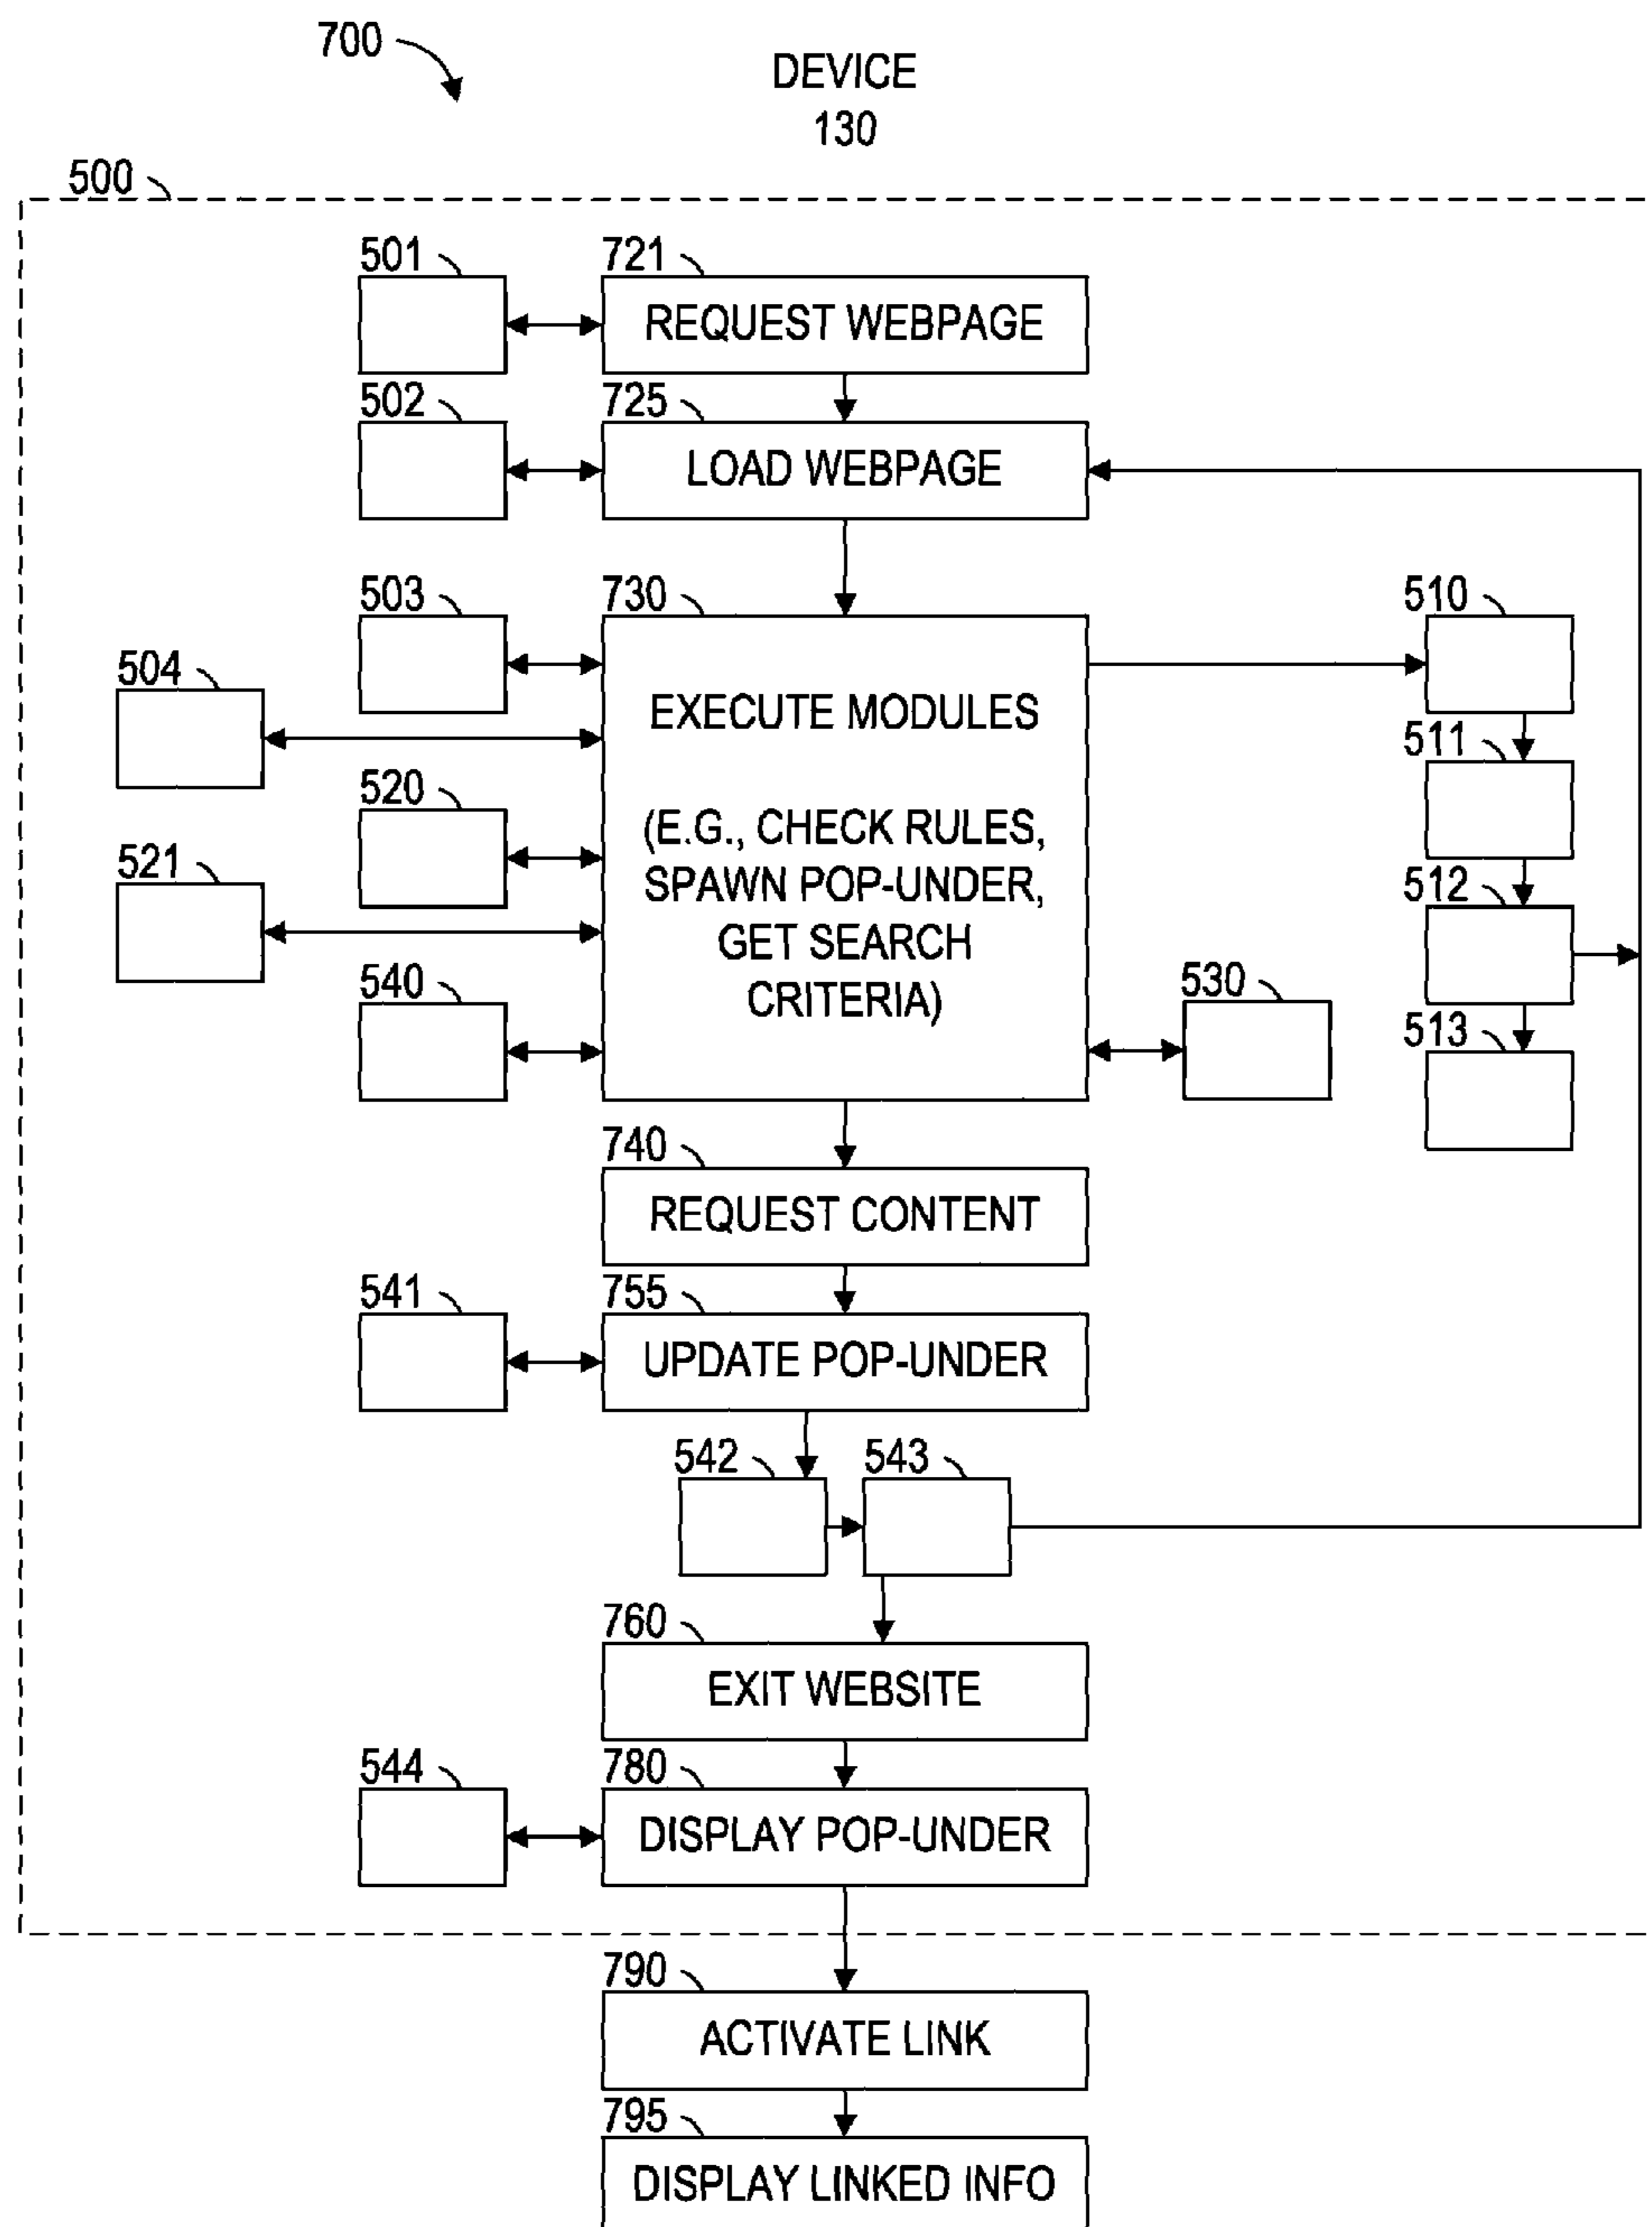 700
DEVICE
130
500
501
721
REQUEST WEBPAGE
502
725
LOAD WEBPAGE
503
730
510
504
EXECUTE MODULES
511
520
(E.G., CHECK RULES,
521
SPAWN POP-UNDER,
512
GET SEARCH
540
530
CRITERIA)
513
740
REQUEST CONTENT
541
755
UPDATE POP-UNDER
542
543
760
EXIT WEBSITE
544
780
DISPLAY POP-UNDER
790
ACTIVATE LINK
795
DISPLAY LINKED INFO